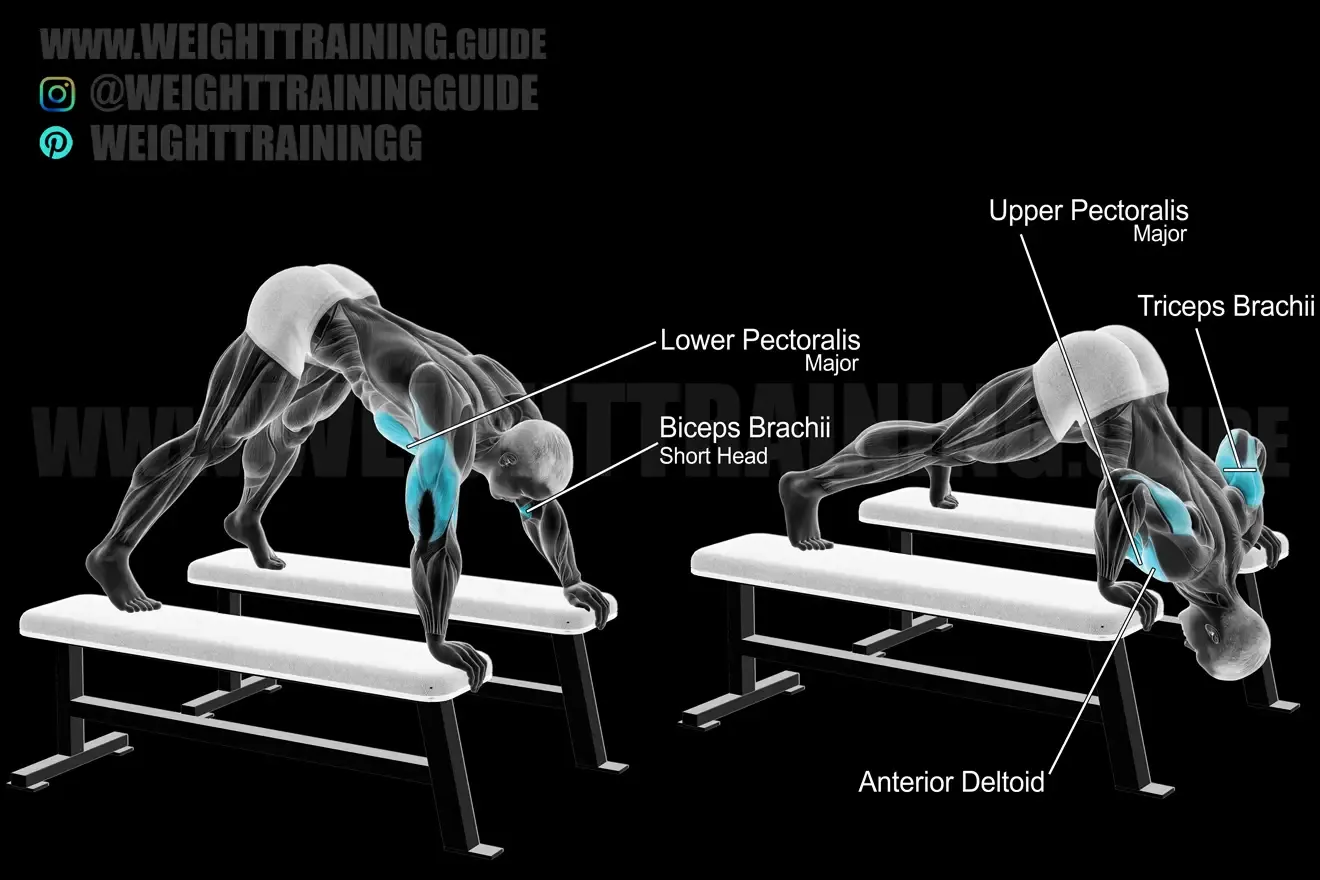 WWW.WEIGHTTRAINING.GUIDE
@WEIGHTTRAININGGUIDE
WEIGHTTRAININGG
Upper Pectoralis
Major
Triceps Brachii
Lower Pectoralis
Major
Biceps Brachii
Short Head
WWW.WEIGHTTRAINING.GUIDE
Anterior Deltoid